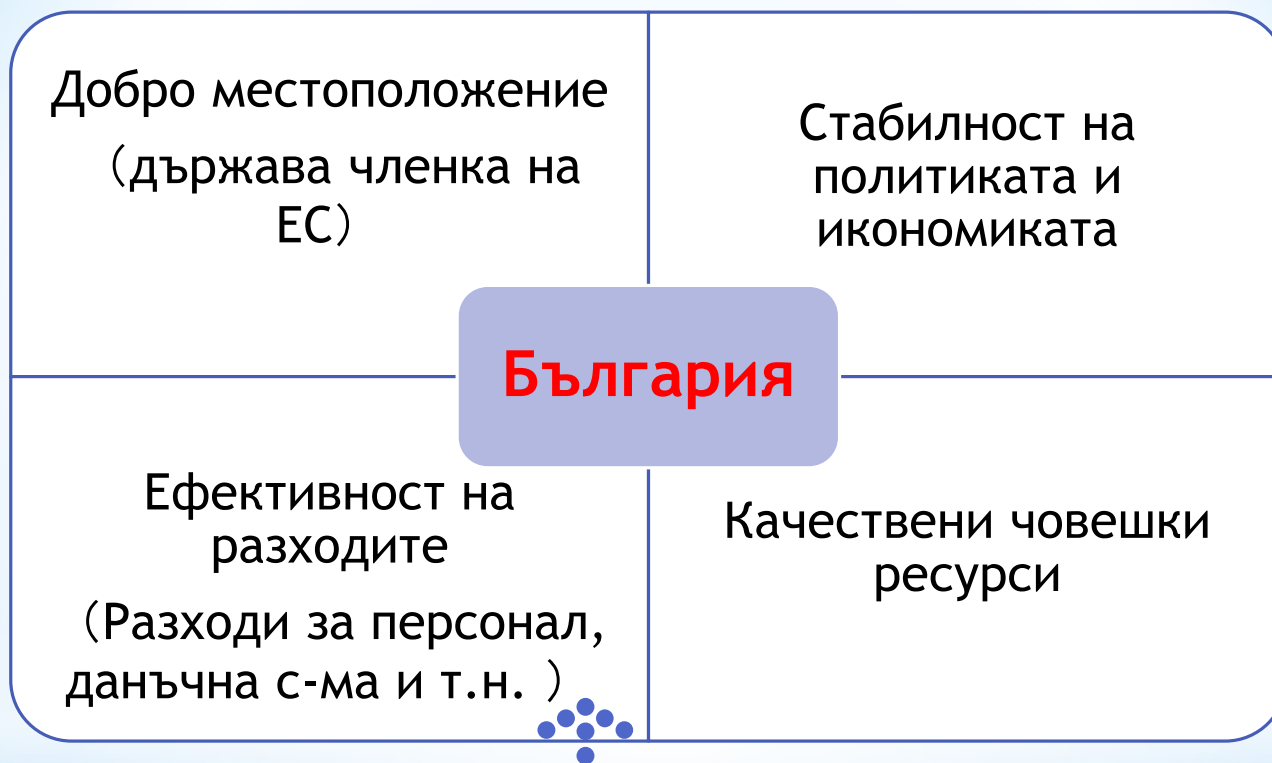 Добро местоположение
（държава членка на
ЕС）
Стабилност на
политиката и
икономиката
България
Ефективност на
разходите
（Разходи за персонал,
данъчна с-ма и т.н. ）
Качествени човешки
ресурси